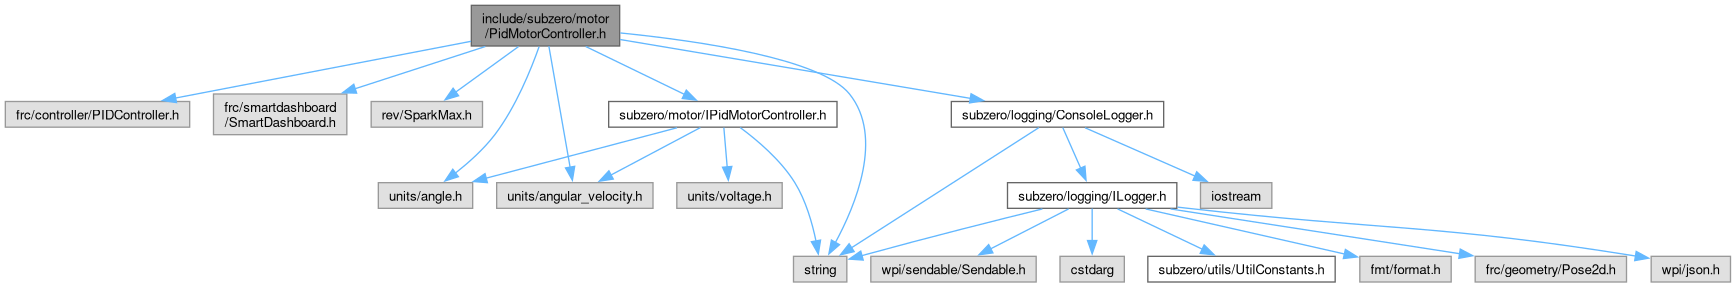 include/subzero/motor
/PidMotorController.h
frc/controller/PIDController.h
frc/smartdashboard
/SmartDashboard.h
rev/SparkMax.h
subzero/motor/IPidMotorController.h
subzero/logging/ConsoleLogger.h
units/angle.h
units/angular_velocity.h
units/voltage.h
subzero/logging/ILogger.h
iostream
string
wpi/sendable/Sendable.h
cstdarg
subzero/utils/UtilConstants.h
fmt/format.h
frc/geometry/Pose2d.h
wpi/json.h